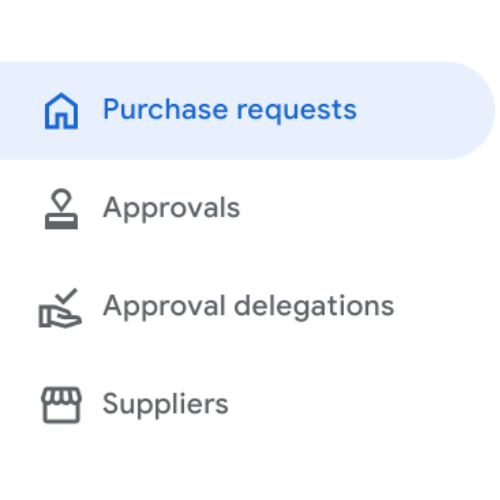 Purchase requests
Approvals
Approval delegations
Suppliers